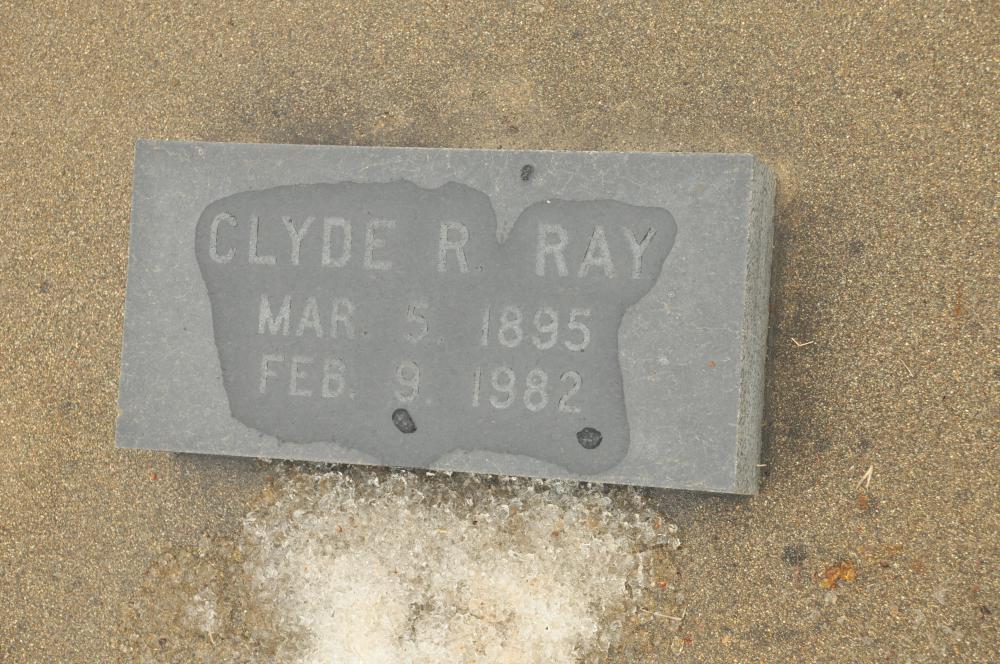 CLYDE R. RAY
MAR. 5. 1895
FEB. 9. 1982